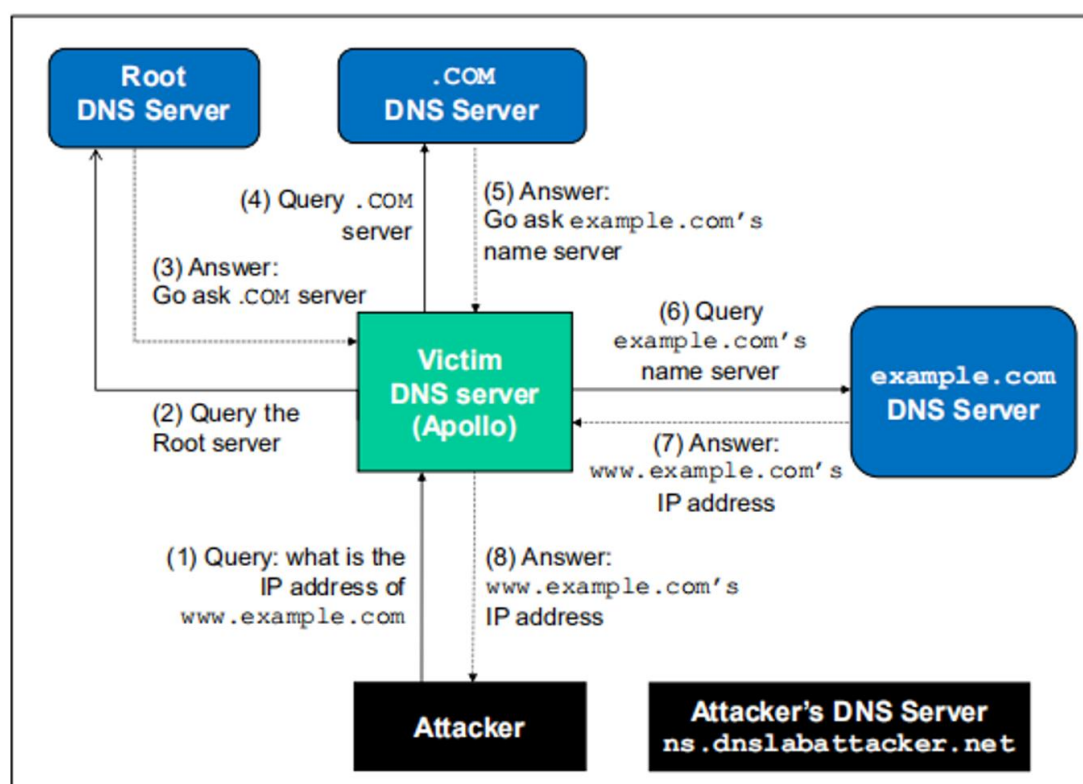 Root
DNS Server
.COM
DNS Server
(4) Query .COM
server
(5) Answer:
Go ask example.com's
name server
(3) Answer:
Go ask .COM server
(6) Query
example.com's
name server
Victim
DNS server
(Apollo)
example.com
DNS Server
(2) Query the
Root server
(7) Answer:
www.example.com's
IP address
(1) Query: what is the
IP address of
www.example.com
(8) Answer:
www.example.com's
IP address
Attacker
Attacker's DNS Server
ns.dnslabattacker.net